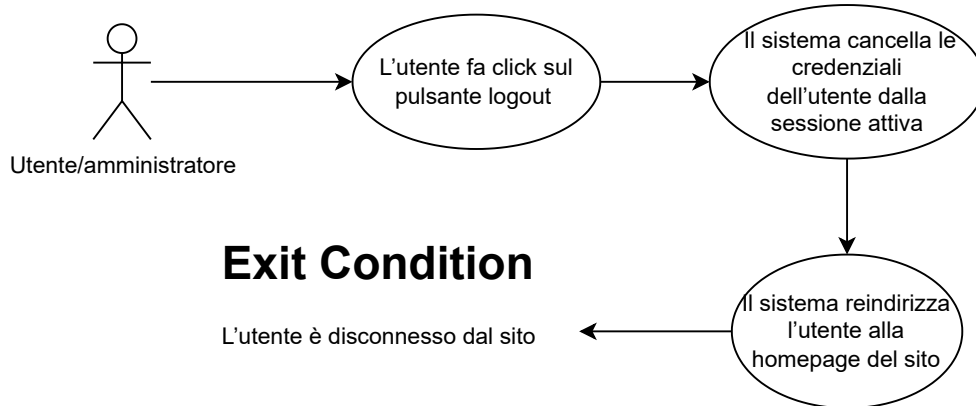 L'utente fa click sul
pulsante logout
Il sistema cancella le
credenziali
dell'utente dalla
sessione attiva
Utente/amministratore
Exit Condition
L'utente è disconnesso dal sito
Il sistema reindirizza
l'utente alla
homepage del sito